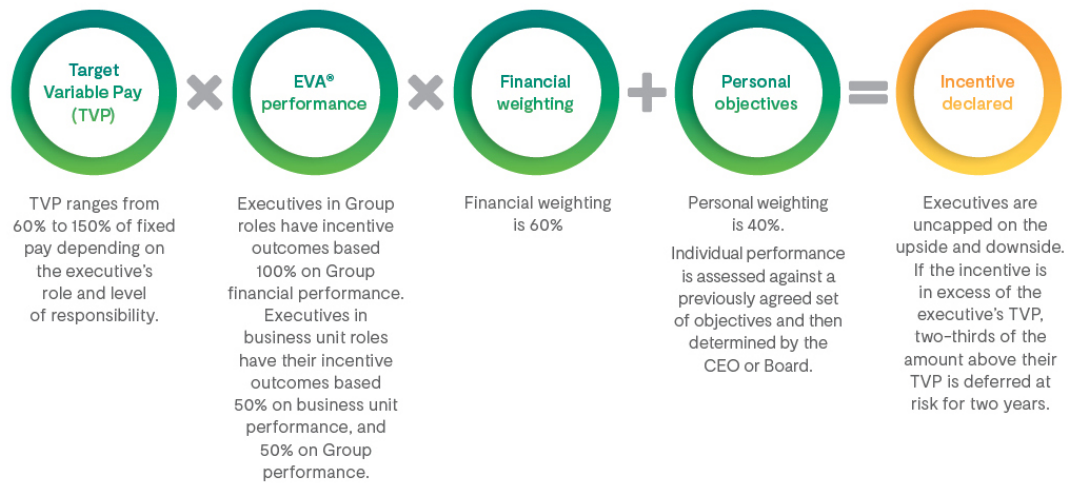 Target
Variable Pay
(TVP)
EVA®
performance
Financial
weighting
Personal
objectives
Incentive
declared
TVP ranges from
60% to 150% of fixed
pay depending on
the executive's
role and level
of responsibility.
Executives in Group
roles have incentive
outcomes based
100% on Group
financial performance.
Executives in
business unit roles
have their incentive
outcomes based
50% on business unit
performance, and
50% on Group
performance.
Financial weighting
is 60%
Personal weighting
is 40%.
Individual performance
is assessed against a
previously agreed set
of objectives and then
determined by the
CEO or Board.
Executives are
uncapped on the
upside and downside.
If the incentive is
in excess of the
executive's TVP,
two-thirds of the
amount above their
TVP is deferred at
risk for two years.